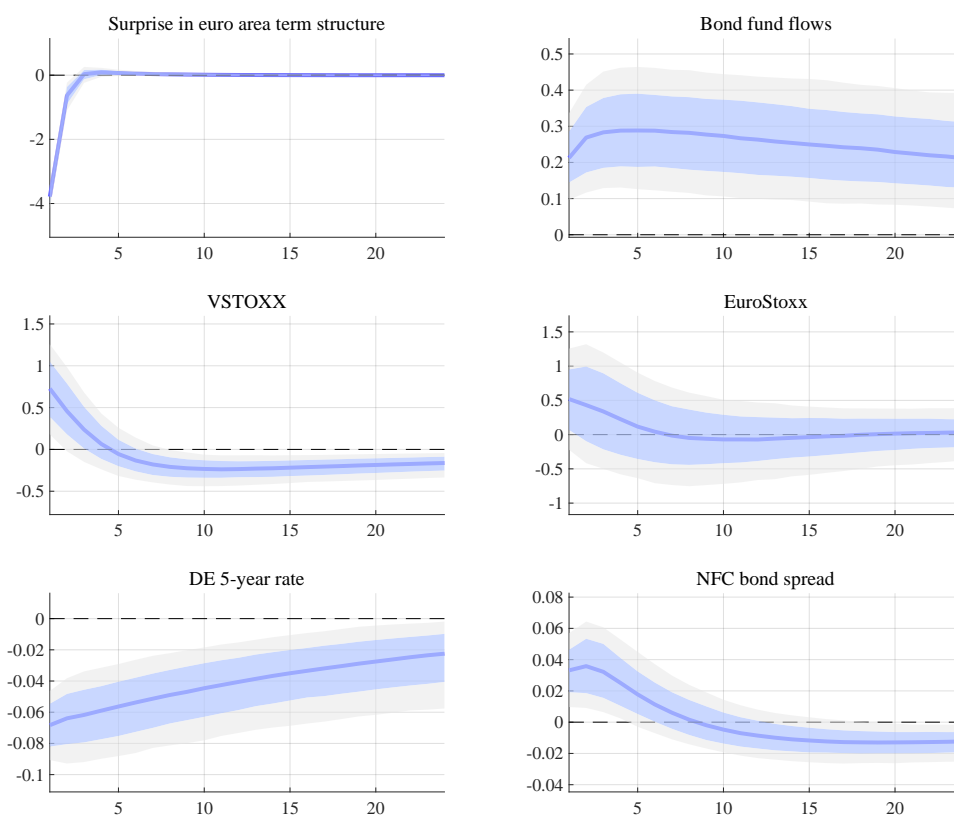 Surprise in euro area term structure
0
-2
-4
5 10 15 20
Bond fund flows
0.5
0.4
0.3
0.2
0.1
0
5 10 15 20
VSTOXX
1.5
1
0.5
0
-0.5
5 10 15 20
EuroStoxx
1.5
1
0.5
0
-0.5
-1
5 10 15 20
DE 5-year rate
0
-0.02
-0.04
-0.06
-0.08
-0.1
5 10 15 20
NFC bond spread
0.08
0.06
0.04
0.02
0
-0.02
-0.04
5 10 15 20